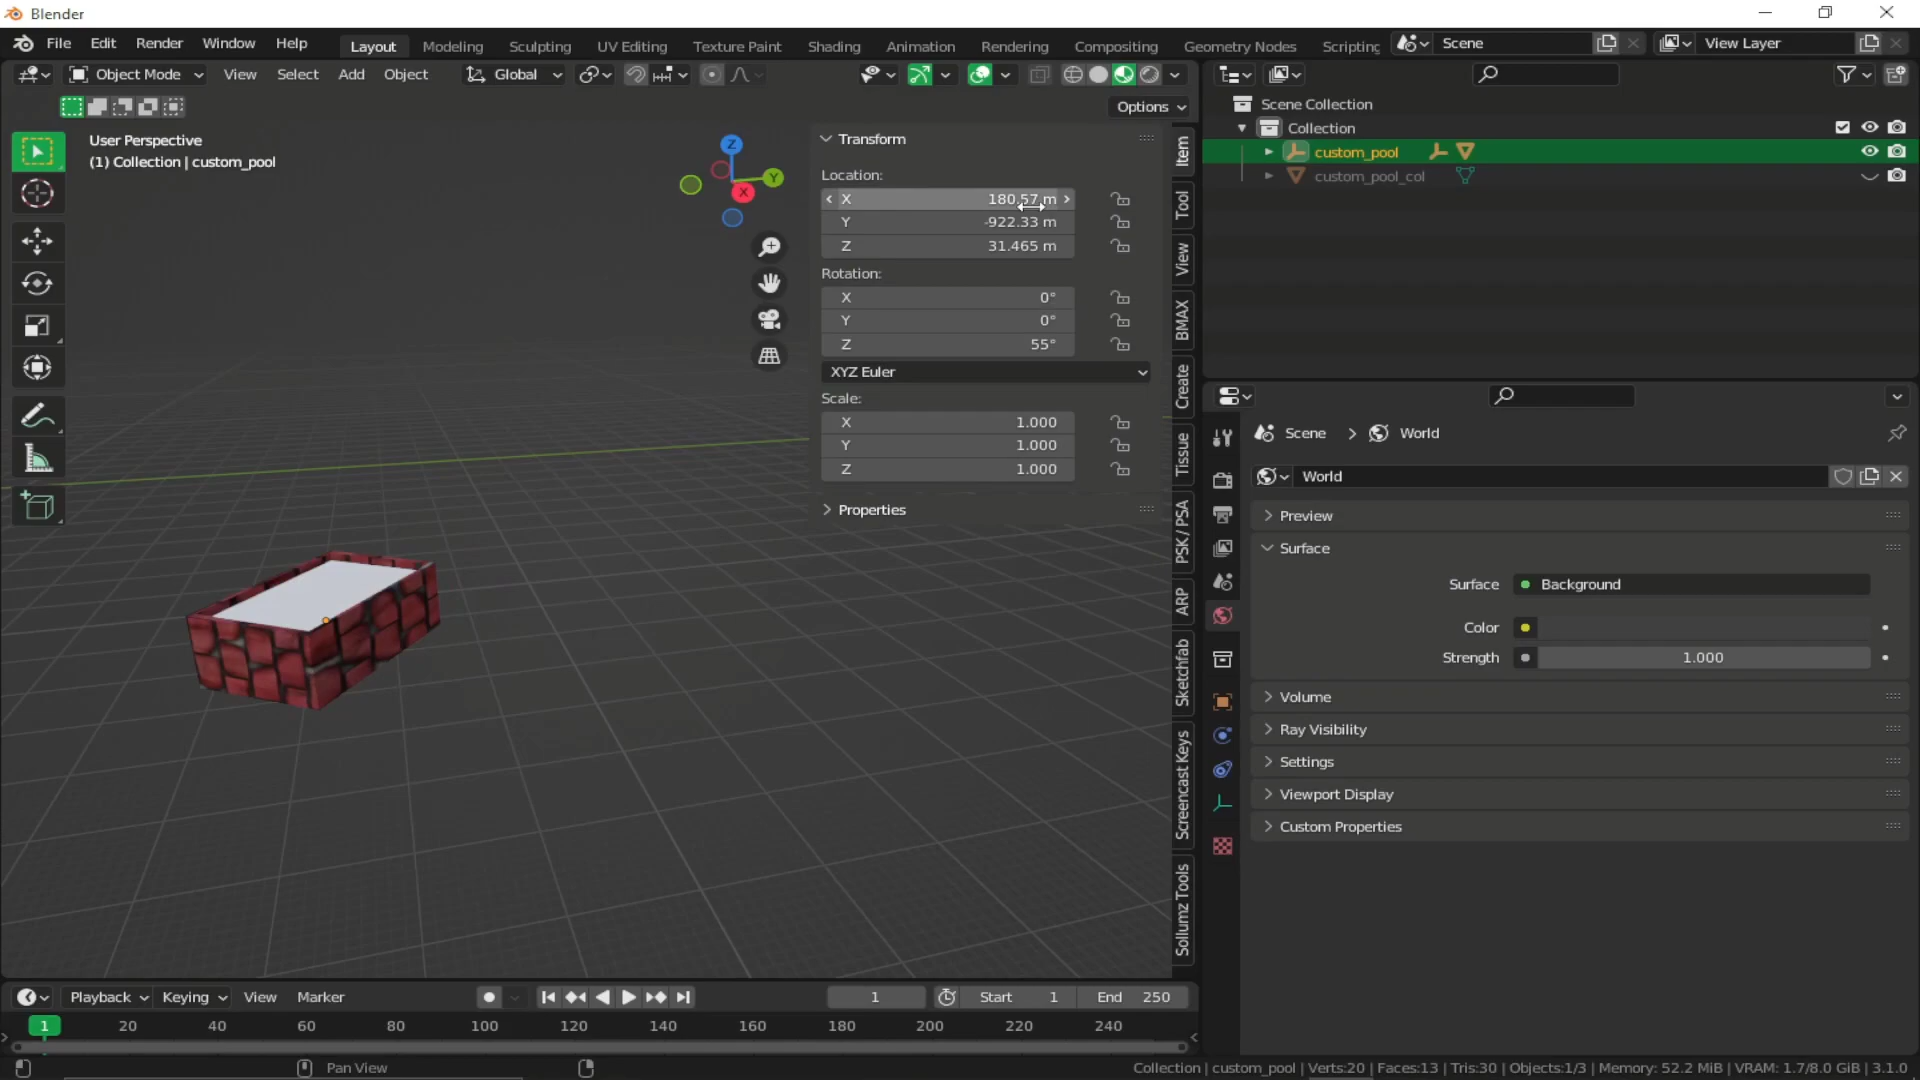 Blender
File Edit Render Window Help Layout Modeling Sculpting UV Editing Texture Paint Shading Animation Rendering Compositing Geometry Nodes Scripting Scene View Layer
Object Mode View Select Add Object Global
Options
User Perspective
(1) Collection | custom_pool
Z
Y
X
Transform
Location:
X 180.57 m
Y -922.33 m
Z 31.465 m
Rotation:
X 0°
Y 0°
Z 55°
XYZ Euler
Scale:
X 1.000
Y 1.000
Z 1.000
Properties
Item
Tool
View
BMAX
Create
Tissue
PSK / PSA
ARP
Sketchfab
Screencast Keys
Sollumz Tools
Scene Collection
Collection
custom_pool
custom_pool_col
Scene World
World
Preview
Surface
Surface Background
Color
Strength 1.000
Volume
Ray Visibility
Settings
Viewport Display
Custom Properties
Playback Keying View Marker 1 Start 1 End 250
1 20 40 60 80 100 120 140 160 180 200 220 240
Pan View
Collection | custom_pool | Verts:20 | Faces:13 | Tris:30 | Objects:1/3 | Memory: 52.2 MiB | VRAM: 1.7/8.0 GiB | 3.1.0